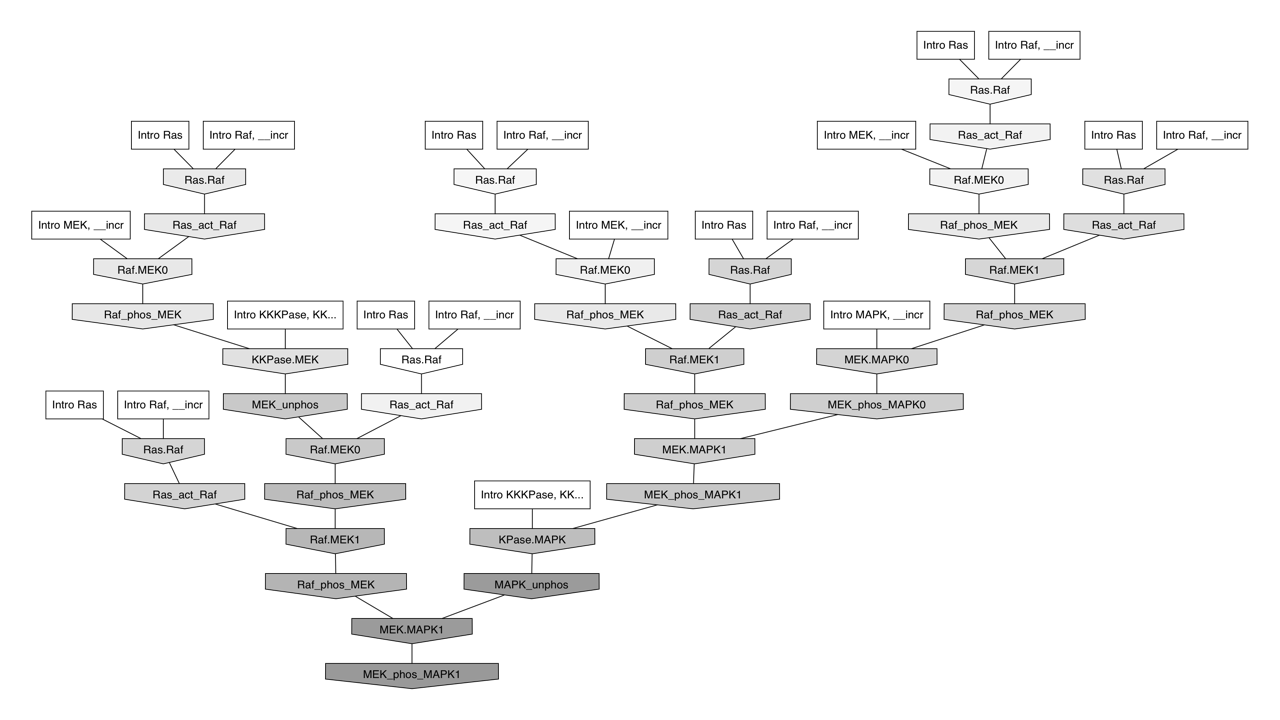 Intro Ras
Intro Raf, __incr
Ras.Raf
Intro Ras
Intro Raf, __incr
Intro Ras
Intro Raf, __incr
Intro MEK, __incr
Ras_act_Raf
Intro Ras
Intro Raf, __incr
Ras.Raf
Ras.Raf
Raf.MEK0
Ras.Raf
Intro MEK, __incr
Ras_act_Raf
Ras_act_Raf
Intro MEK, __incr
Intro Ras
Intro Raf, __incr
Raf_phos_MEK
Ras_act_Raf
Raf.MEK0
Raf.MEK0
Ras.Raf
Raf.MEK1
Raf_phos_MEK
Intro KKKPase, KK...
Intro Ras
Intro Raf, __incr
Raf_phos_MEK
Ras_act_Raf
Intro MAPK, __incr
Raf_phos_MEK
KKPase.MEK
Ras.Raf
Raf.MEK1
MEK.MAPK0
Intro Ras
Intro Raf, __incr
MEK_unphos
Ras_act_Raf
Raf_phos_MEK
MEK_phos_MAPK0
Ras.Raf
Raf.MEK0
MEK.MAPK1
Ras_act_Raf
Raf_phos_MEK
Intro KKKPase, KK...
MEK_phos_MAPK1
Raf.MEK1
KPase.MAPK
Raf_phos_MEK
MAPK_unphos
MEK.MAPK1
MEK_phos_MAPK1